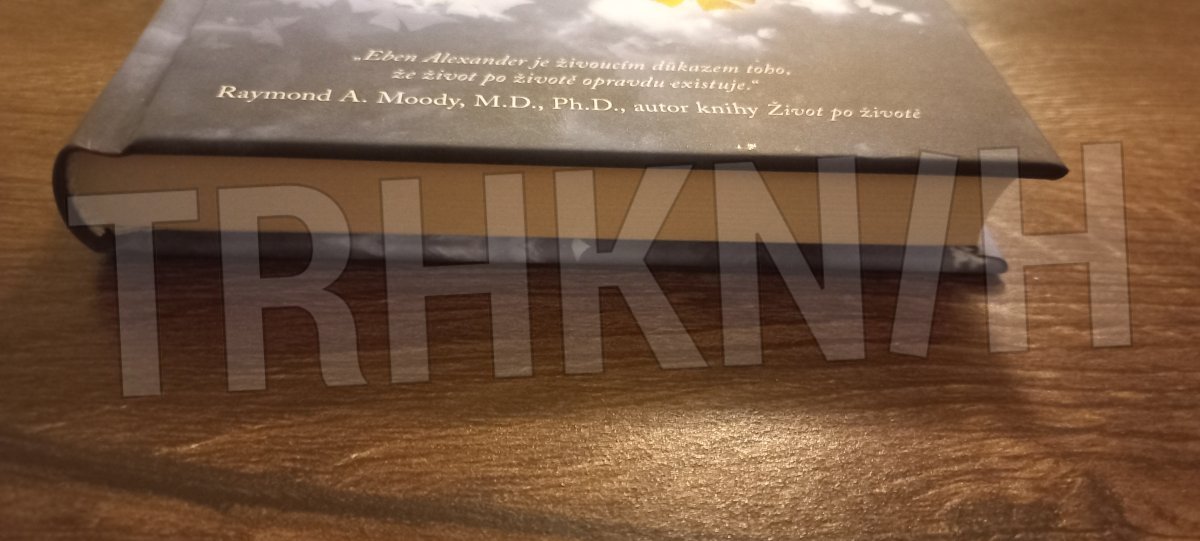 „Eben Alexander je živoucím důkazem toho,
že život po životě opravdu existuje.“
Raymond A. Moody, M.D., Ph.D., autor knihy Život po životě
TRHKN/H